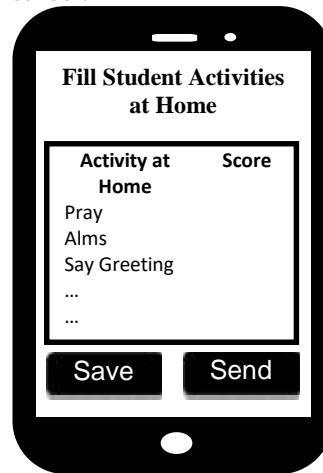 Fill Student Activities
at Home
Activity at Score
Home
Pray
Alms
Say Greeting
...
...
Save Send